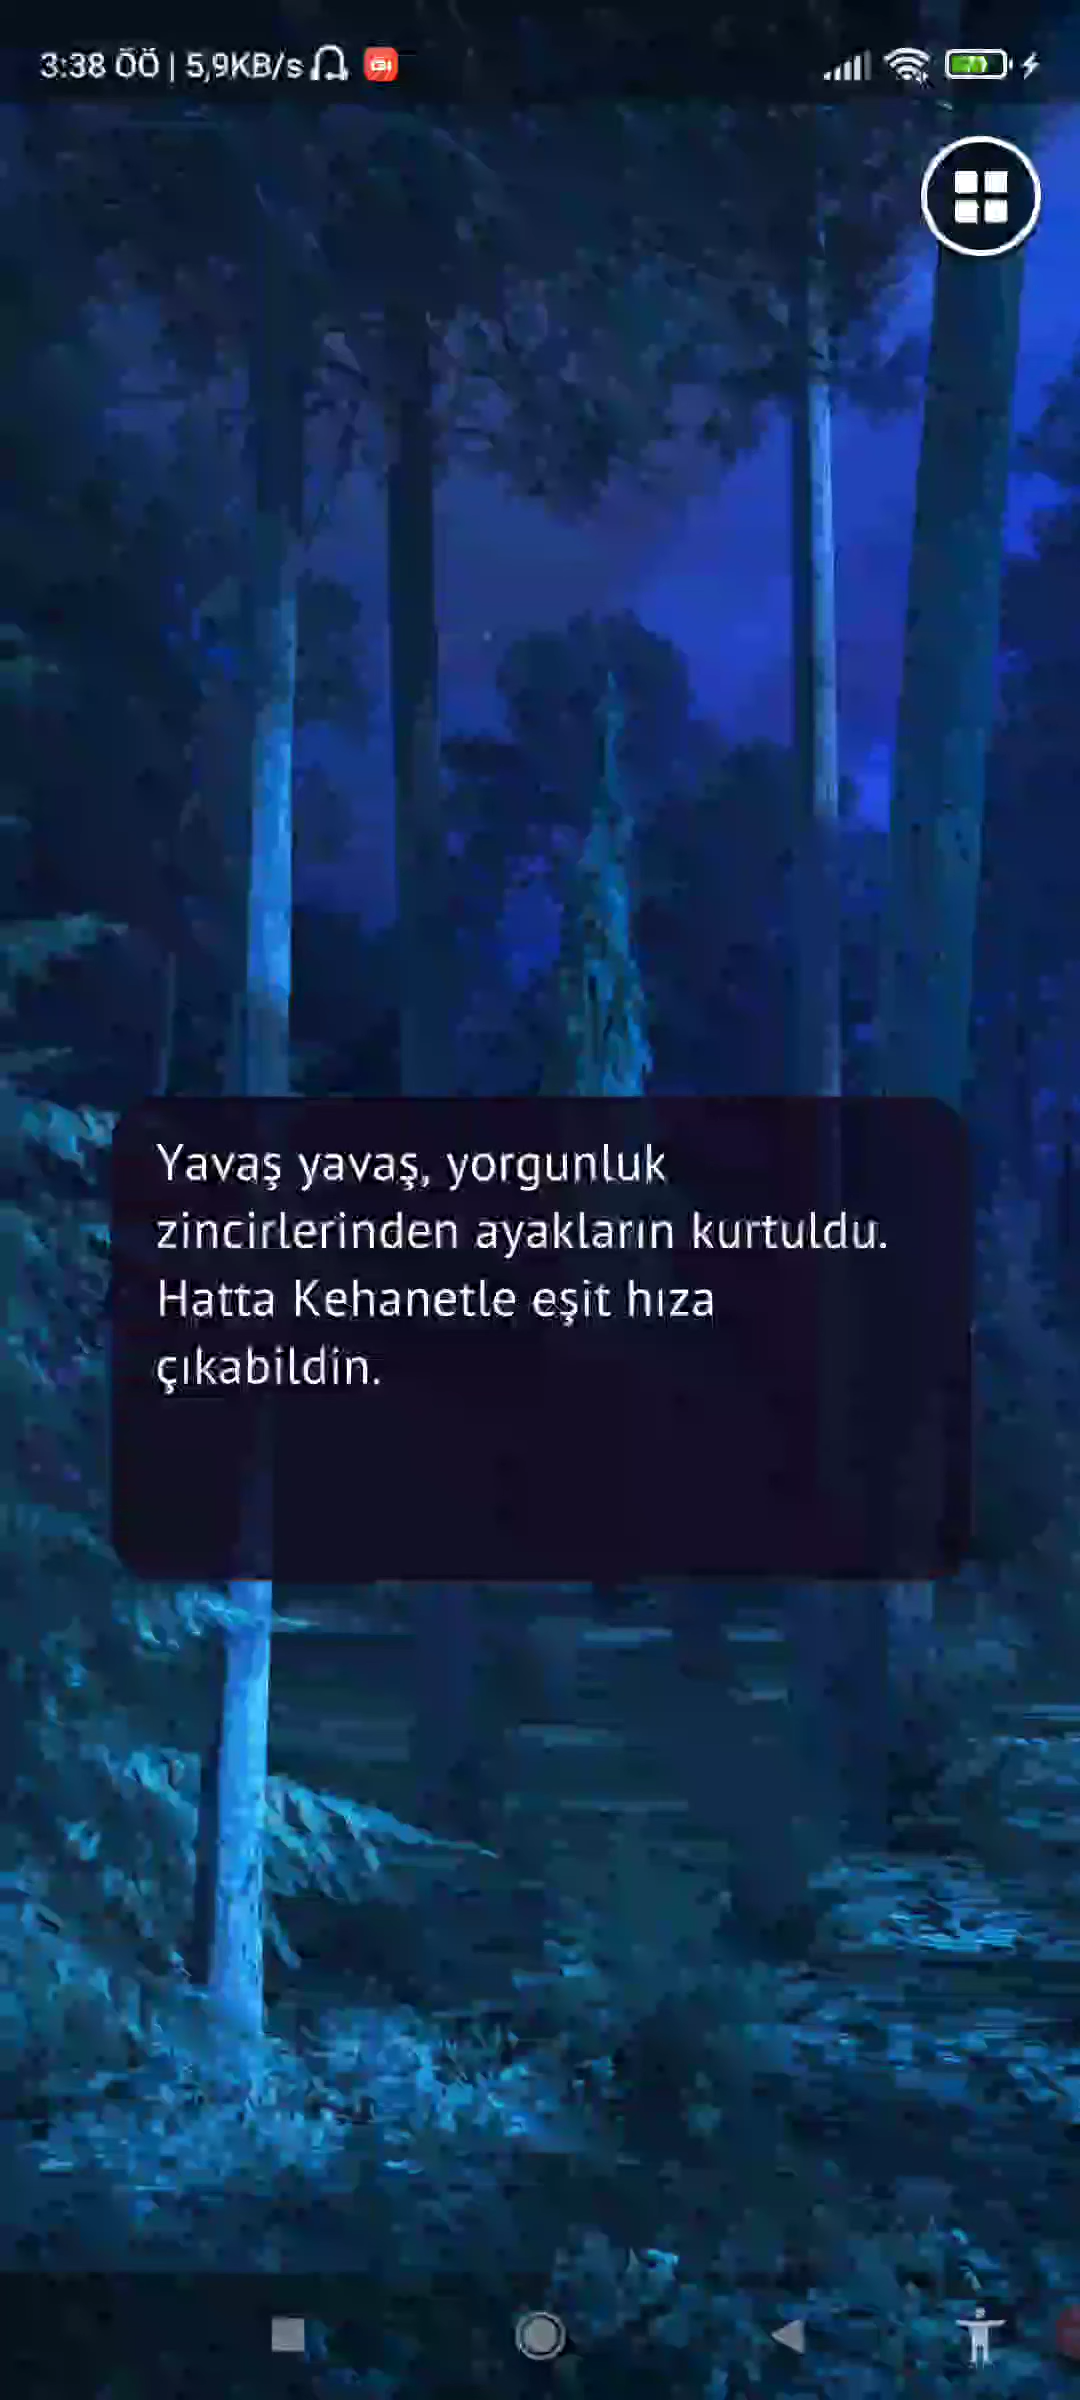 3:38 ÖÖ | 5,9KB/s
Yavaş yavaş, yorgunluk
zincirlerinden ayakların kurtuldu.
Hatta Kehanetle eşit hıza
çıkabildin.